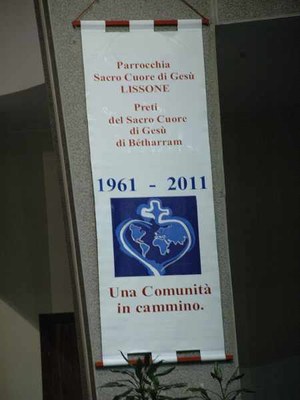 Parrocchia
Sacro Cuore di Gesù
LISSONE
Preti
del Sacro Cuore
di Gesù
di Bétharram
1961 - 2011
Una Comunità
in cammino.